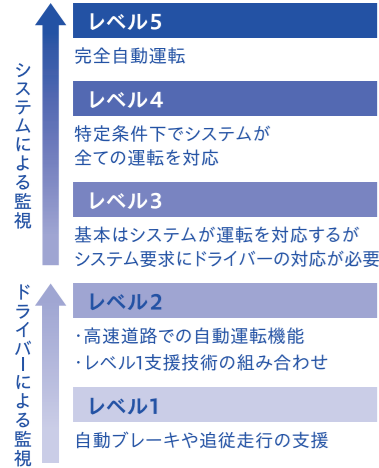 システムによる監視
レベル5
完全自動運転
レベル4
特定条件下でシステムが
全ての運転を対応
レベル3
基本はシステムが運転を対応するが
システム要求にドライバーの対応が必要
ドライバーによる監視
レベル2
・高速道路での自動運転機能
・レベル1支援技術の組み合わせ
レベル1
自動ブレーキや追従走行の支援